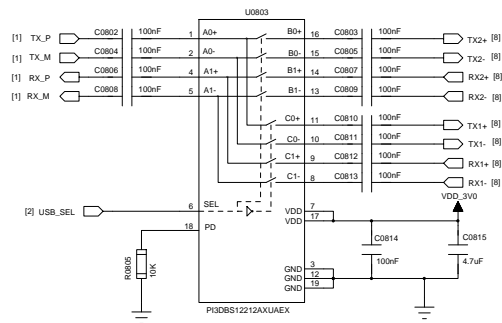 U0803
[1] TX_P C0802 100nF 1 A0+ B0+ 16 C0803 100nF TX2+ [8]
[1] TX_M C0804 100nF 2 A0- B0- 15 C0805 100nF TX2- [8]
[1] RX_P C0806 100nF 4 A1+ B1+ 14 C0807 100nF RX2+ [8]
[1] RX_M C0808 100nF 5 A1- B1- 13 C0809 100nF RX2- [8]
C0+ 11 C0810 100nF TX1+ [8]
C0- 10 C0811 100nF TX1- [8]
C1+ 9 C0812 100nF RX1+ [8]
C1- 8 C0813 100nF RX1- [8]
VDD_3V0
[2] USB_SEL 6 SEL VDD 7
VDD 17
18 PD
R0805 10K
C0814 100nF
C0815 4.7uF
GND 3
GND 12
GND 19
PI3DBS12212AXUAEX